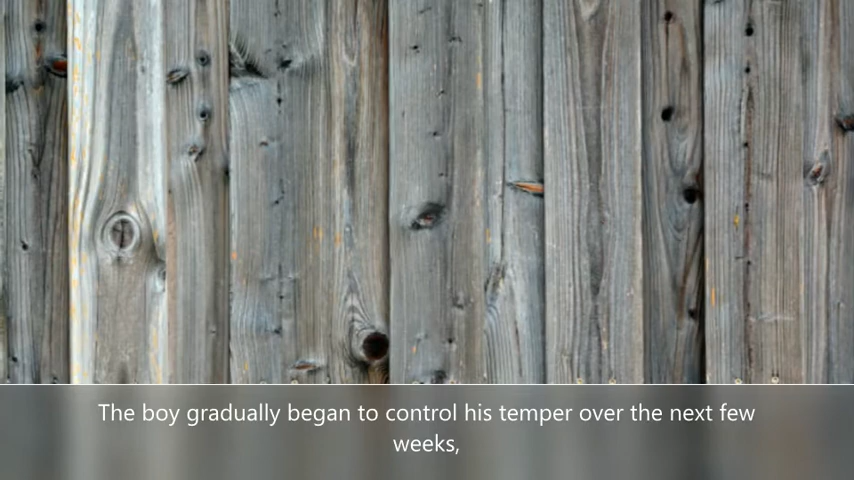 The boy gradually began to control his temper over the next few
weeks,